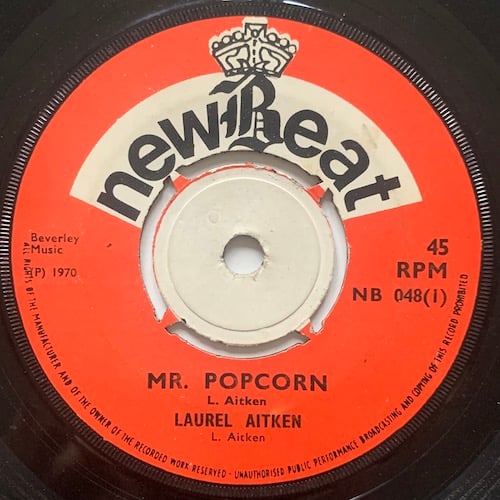 new Beat
Beverley
Music
(P) 1970
45
RPM
NB 048(1)
MR. POPCORN
L. Aitken
LAUREL AITKEN
L. Aitken
ALL RIGHTS OF THE MANUFACTURER AND OF THE OWNER OF THE RECORDED WORK RESERVED - UNAUTHORISED PUBLIC PERFORMANCE BROADCASTING AND COPYING OF THIS RECORD PROHIBITED